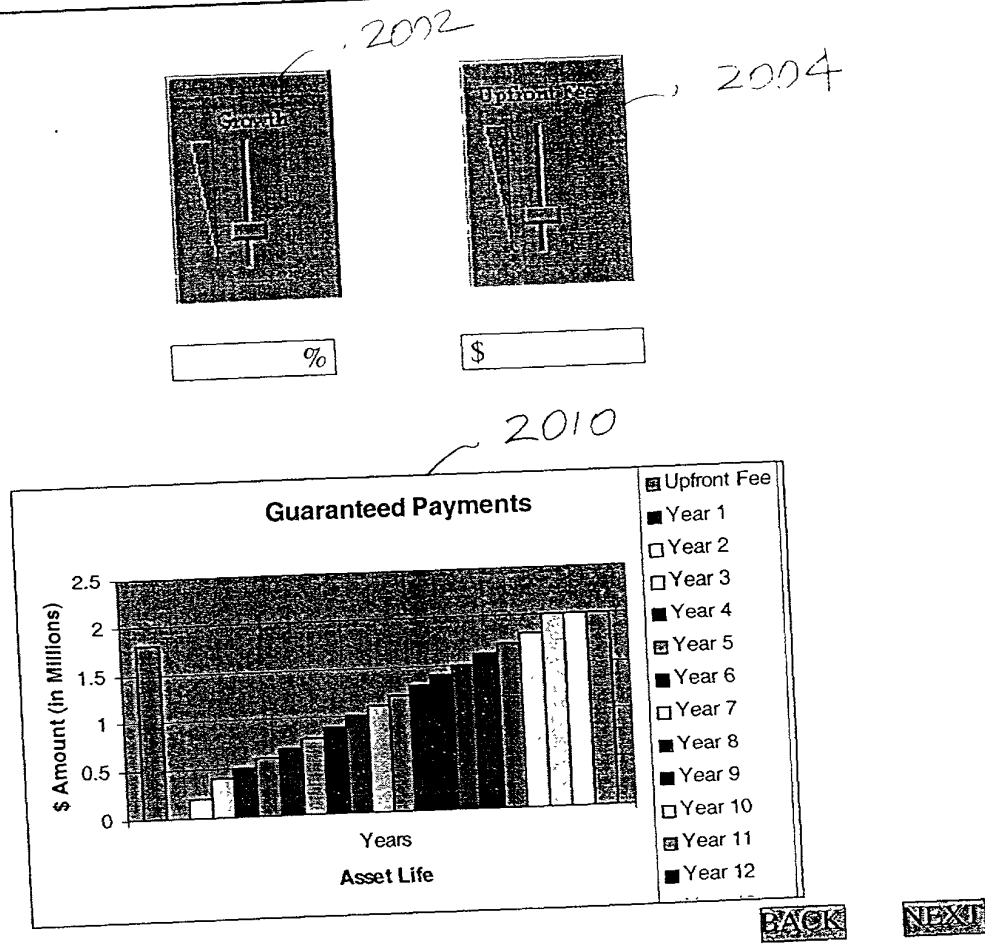 2002
2004
Growth
Upfront Fee
%
$
2010
Guaranteed Payments
$ Amount (in Millions)
2.5
2
1.5
1
0.5
0
Years
Asset Life
Upfront Fee
Year 1
Year 2
Year 3
Year 4
Year 5
Year 6
Year 7
Year 8
Year 9
Year 10
Year 11
Year 12
BACK
NEXT